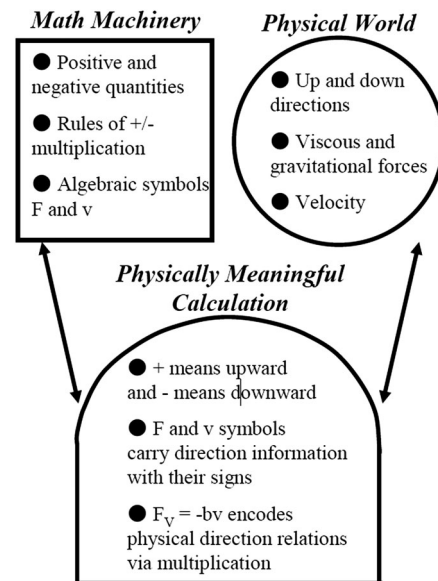 Math Machinery
● Positive and
negative quantities
● Rules of +/-
multiplication
● Algebraic symbols
F and v
Physical World
● Up and down
directions
● Viscous and
gravitational forces
● Velocity
Physically Meaningful
Calculation
● + means upward
and - means downward
● F and v symbols
carry direction information
with their signs
● F_V = -bv encodes
physical direction relations
via multiplication